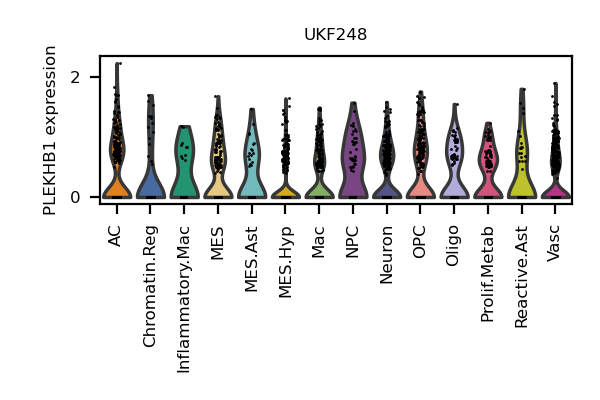 UKF248
PLEKHB1 expression
2
0
AC
Chromatin.Reg
Inflammatory.Mac
MES
MES.Ast
MES.Hyp
Mac
NPC
Neuron
OPC
Oligo
Prolif.Metab
Reactive.Ast
Vasc